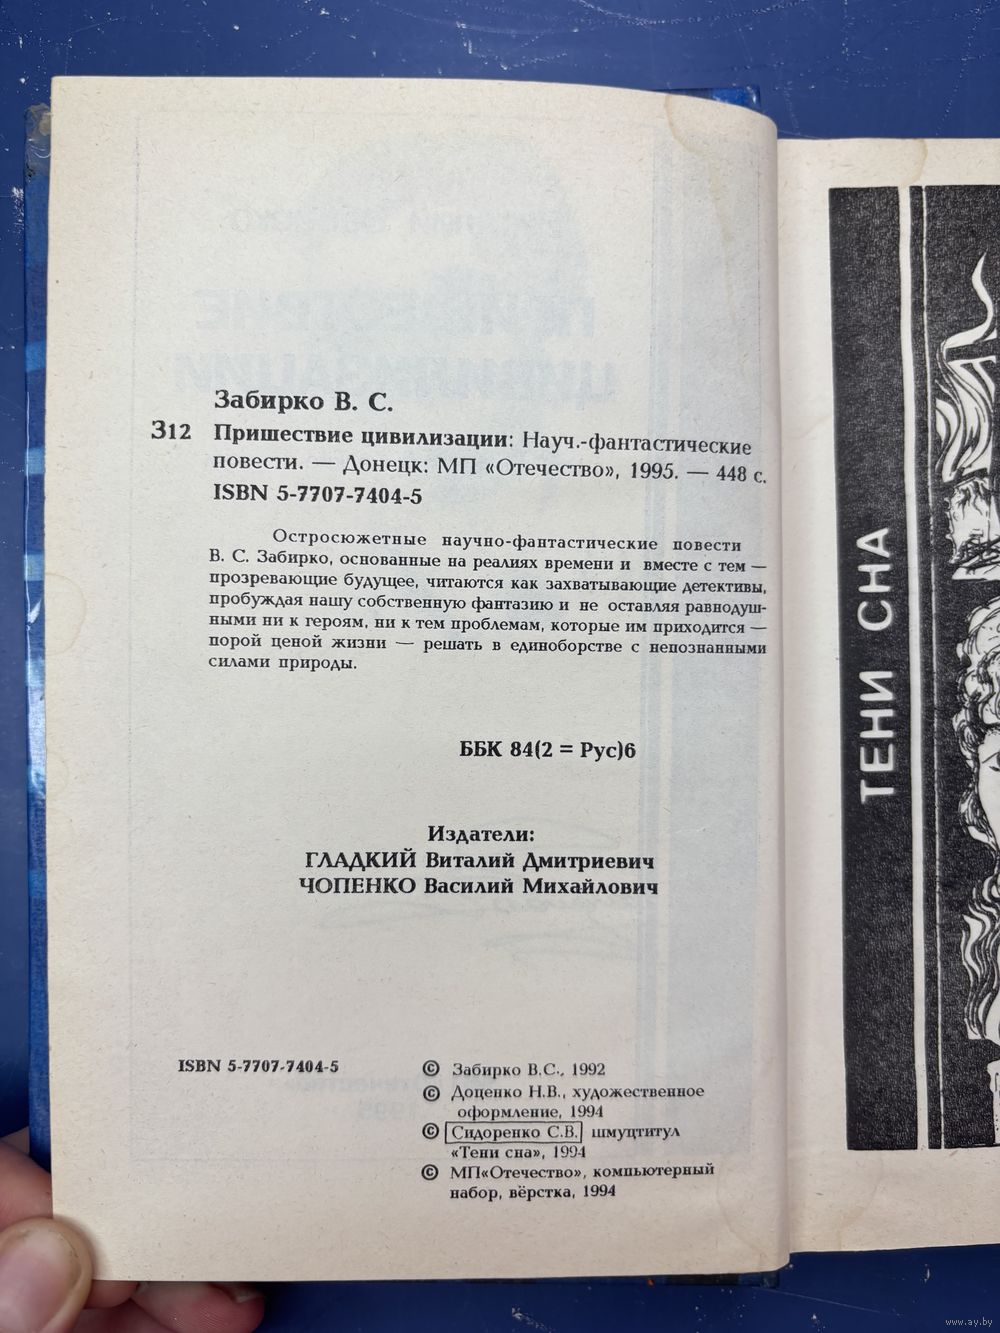 Забирко В. С.
З12 Пришествие цивилизации: Науч.-фантастические
повести. — Донецк: МП «Отечество», 1995. — 448 с.
ISBN 5-7707-7404-5
Остросюжетные научно-фантастические повести
В. С. Забирко, основанные на реалиях времени и вместе с тем —
прозревающие будущее, читаются как захватывающие детективы,
пробуждая нашу собственную фантазию и не оставляя равнодуш-
ными ни к героям, ни к тем проблемам, которые им приходится —
порой ценой жизни — решать в единоборстве с непознанными
силами природы.
ББК 84(2 = Рус)6
Издатели:
ГЛАДКИЙ Виталий Дмитриевич
ЧОПЕНКО Василий Михайлович
ISBN 5-7707-7404-5
© Забирко В.С., 1992
© Доценко Н.В., художественное
оформление, 1994
© Сидоренко С.В. шмуцтитул
«Тени сна», 1994
© МП«Отечество», компьютерный
набор, вёрстка, 1994
ТЕНИ СНА
www.ay.by